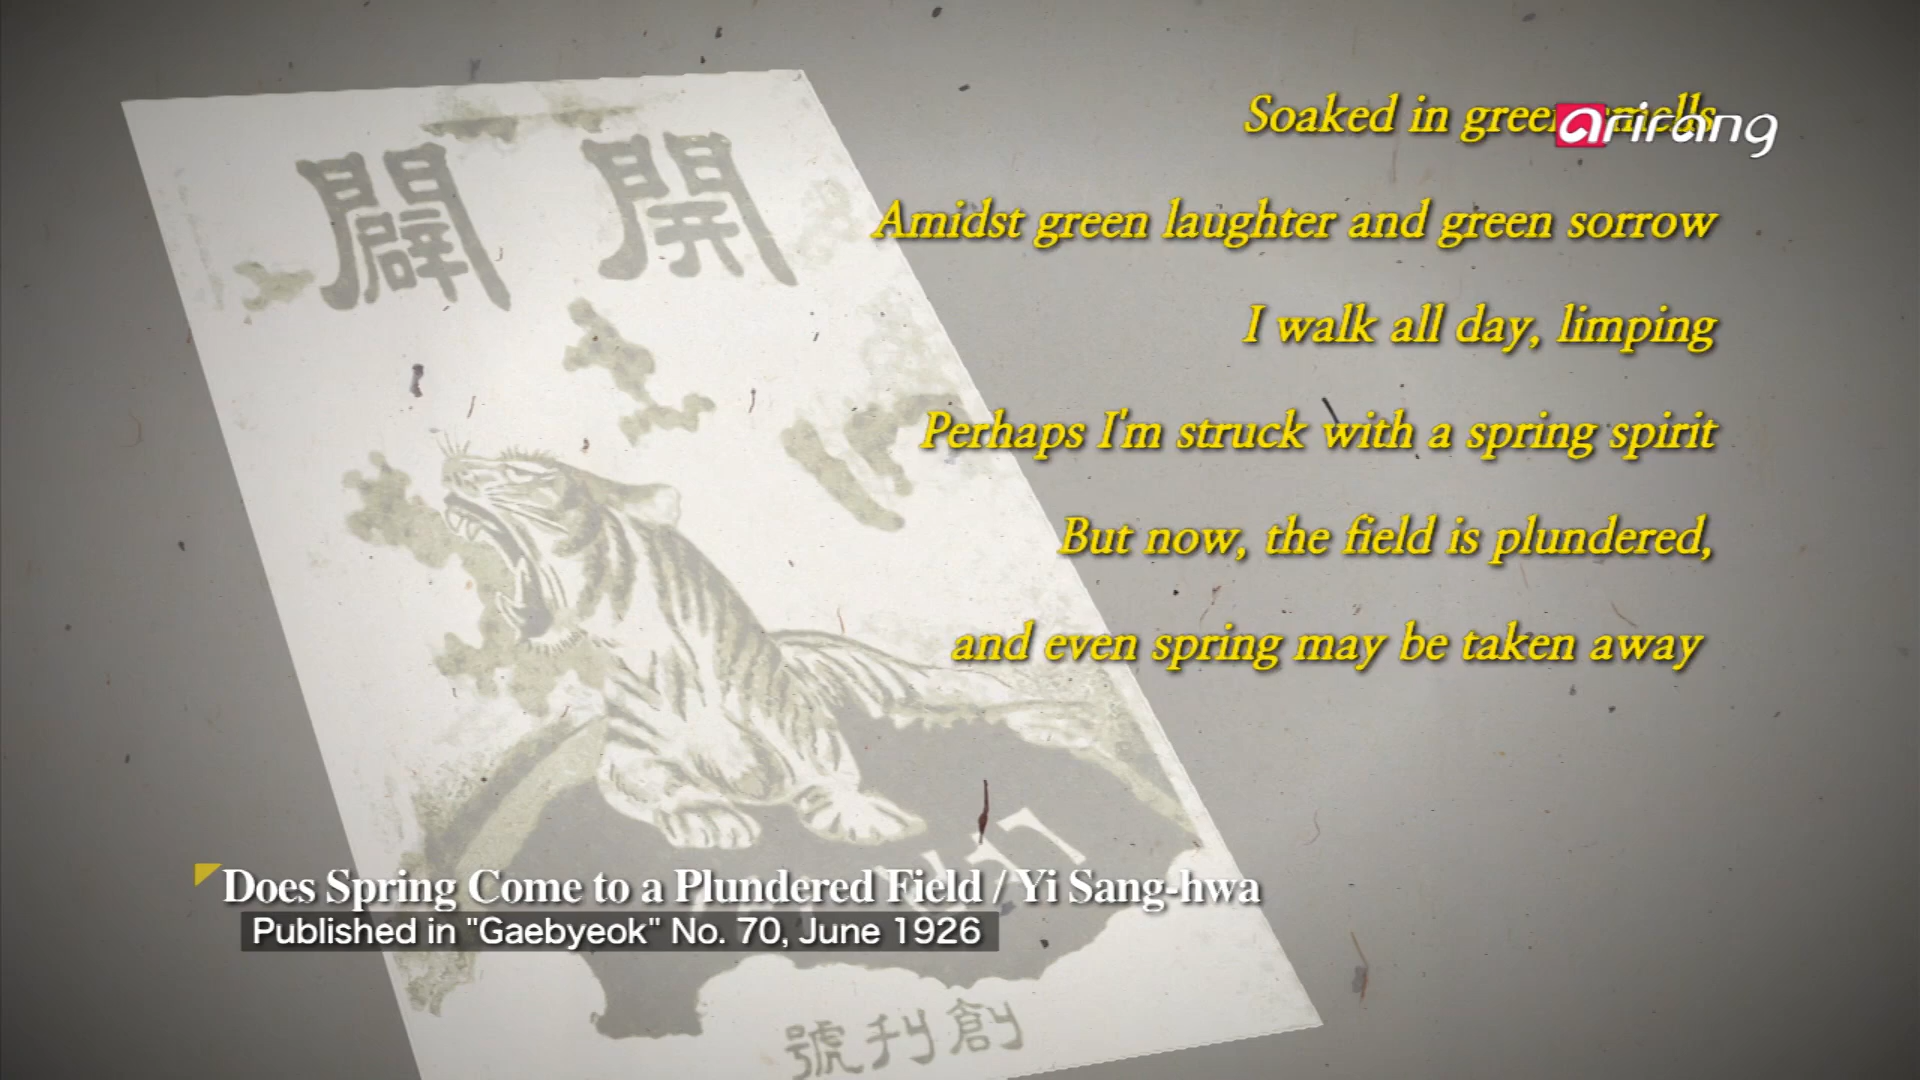 Soaked in green smells
arirang
Amidst green laughter and green sorrow
I walk all day, limping
Perhaps I'm struck with a spring spirit
But now, the field is plundered,
and even spring may be taken away
開闢
Does Spring Come to a Plundered Field / Yi Sang-hwa
Published in "Gaebyeok" No. 70, June 1926
創刊號